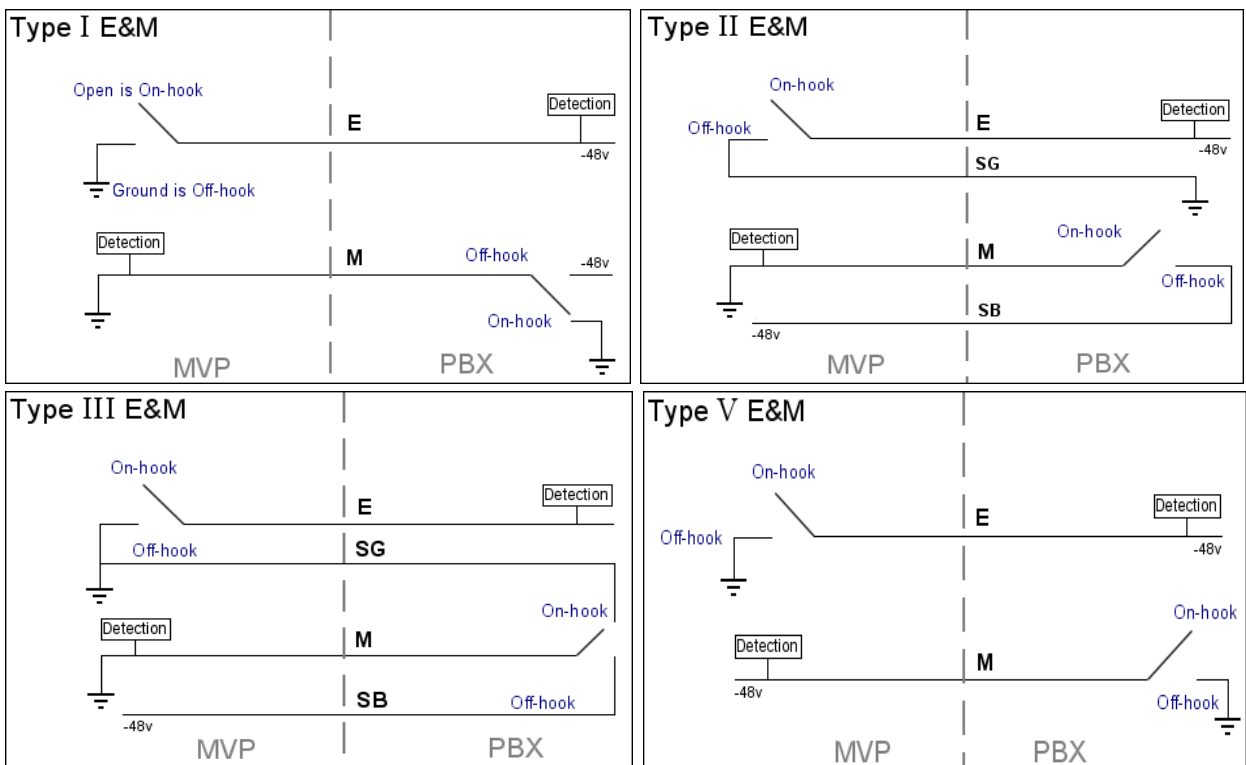 Type I E&M
Open is On-hook
Detection
E
-48v
Ground is Off-hook
Detection
M
Off-hook
-48v
On-hook
MVP
PBX
Type II E&M
On-hook
Detection
Off-hook
E
-48v
SG
On-hook
Detection
M
Off-hook
SB
-48v
MVP
PBX
Type III E&M
On-hook
Detection
E
Off-hook
SG
On-hook
Detection
M
SB
Off-hook
-48v
MVP
PBX
Type V E&M
On-hook
Detection
E
Off-hook
-48v
On-hook
Detection
M
-48v
Off-hook
MVP
PBX